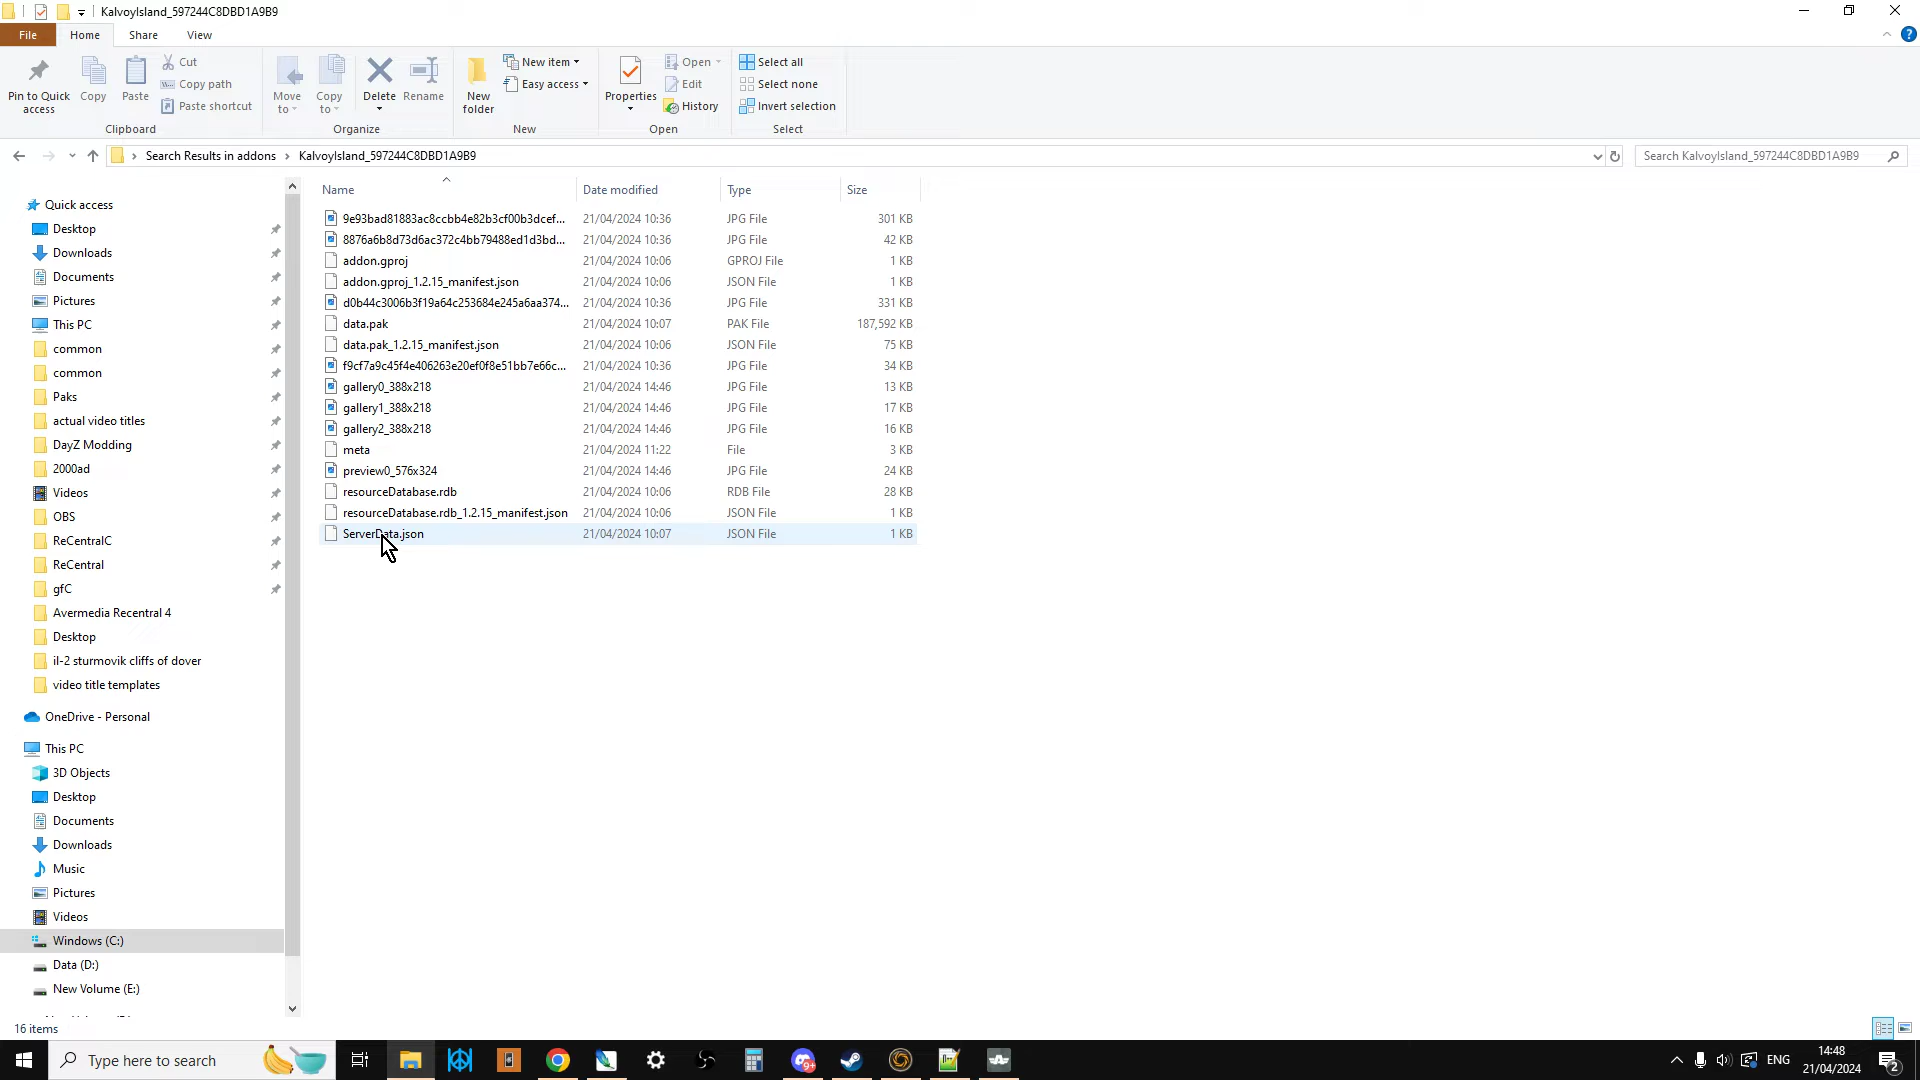 KalvoyIsland_597244C8DBD1A9B9
File Home Share View
Pin to Quick access
Copy
Paste
Cut
Copy path
Paste shortcut
Clipboard
Move to
Copy to
Delete
Rename
Organize
New folder
New item
Easy access
New
Properties
Open
Edit
History
Open
Select all
Select none
Invert selection
Select
Search Results in addons › KalvoyIsland_597244C8DBD1A9B9
Search KalvoyIsland_597244C8DBD1A9B9
Quick access
Desktop
Downloads
Documents
Pictures
This PC
common
common
Paks
actual video titles
DayZ Modding
2000ad
Videos
OBS
ReCentralC
ReCentral
gfC
Avermedia Recentral 4
Desktop
il-2 sturmovik cliffs of dover
video title templates
OneDrive - Personal
This PC
3D Objects
Desktop
Documents
Downloads
Music
Pictures
Videos
Windows (C:)
Data (D:)
New Volume (E:)
Name Date modified Type Size
9e93bad81883ac8ccbb4e82b3cf00b3dcef... 21/04/2024 10:36 JPG File 301 KB
8876a6b8d73d6ac372c4bb79488ed1d3bd... 21/04/2024 10:36 JPG File 42 KB
addon.gproj 21/04/2024 10:06 GPROJ File 1 KB
addon.gproj_1.2.15_manifest.json 21/04/2024 10:06 JSON File 1 KB
d0b44c3006b3f19a64c253684e245a6aa374... 21/04/2024 10:36 JPG File 331 KB
data.pak 21/04/2024 10:07 PAK File 187,592 KB
data.pak_1.2.15_manifest.json 21/04/2024 10:06 JSON File 75 KB
f9cf7a9c45f4e406263e20ef0f8e51bb7e66c... 21/04/2024 10:36 JPG File 34 KB
gallery0_388x218 21/04/2024 14:46 JPG File 13 KB
gallery1_388x218 21/04/2024 14:46 JPG File 17 KB
gallery2_388x218 21/04/2024 14:46 JPG File 16 KB
meta 21/04/2024 11:22 File 3 KB
preview0_576x324 21/04/2024 14:46 JPG File 24 KB
resourceDatabase.rdb 21/04/2024 10:06 RDB File 28 KB
resourceDatabase.rdb_1.2.15_manifest.json 21/04/2024 10:06 JSON File 1 KB
ServerData.json 21/04/2024 10:07 JSON File 1 KB
16 items
Type here to search
9+
ENG
14:48
21/04/2024
2